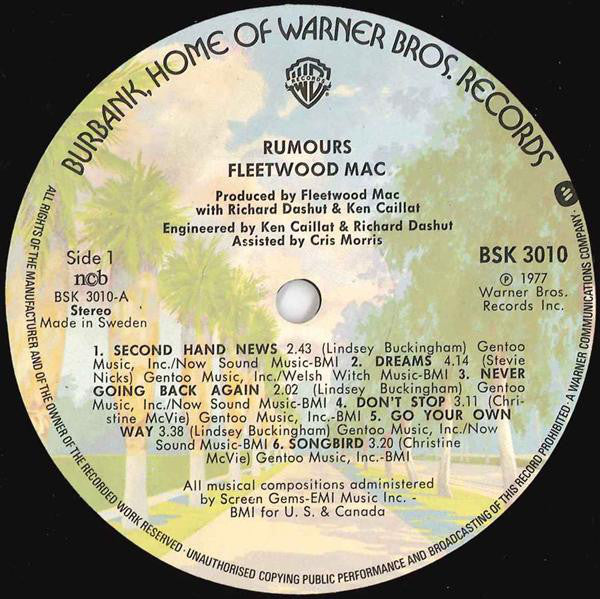 BURBANK, HOME OF WARNER BROS. RECORDS
W
RECORDS
RUMOURS
FLEETWOOD MAC
Produced by Fleetwood Mac
with Richard Dashut & Ken Caillat
Engineered by Ken Caillat & Richard Dashut
Assisted by Cris Morris
Side 1
ncb
BSK 3010-A
Stereo
Made in Sweden
BSK 3010
Ⓟ 1977
Warner Bros.
Records Inc.
1. SECOND HAND NEWS 2.43 (Lindsey Buckingham) Gentoo
Music, Inc./Now Sound Music-BMI 2. DREAMS 4.14 (Stevie
Nicks) Gentoo Music, Inc./Welsh Witch Music-BMI 3. NEVER
GOING BACK AGAIN 2.02 (Lindsey Buckingham) Gentoo
Music, Inc./Now Sound Music-BMI 4. DON'T STOP 3.11 (Chri-
stine McVie) Gentoo Music, Inc.-BMI 5. GO YOUR OWN
WAY 3.38 (Lindsey Buckingham) Gentoo Music, Inc./Now
Sound Music-BMI 6. SONGBIRD 3.20 (Christine
McVie) Gentoo Music, Inc.-BMI
All musical compositions administered
by Screen Gems-EMI Music Inc. -
BMI for U. S. & Canada
ALL RIGHTS OF THE MANUFACTURER AND OF THE OWNER OF THE RECORDED WORK RESERVED · UNAUTHORISED COPYING PUBLIC PERFORMANCE AND BROADCASTING OF THIS RECORD PROHIBITED · A WARNER COMMUNICATIONS COMPANY ·